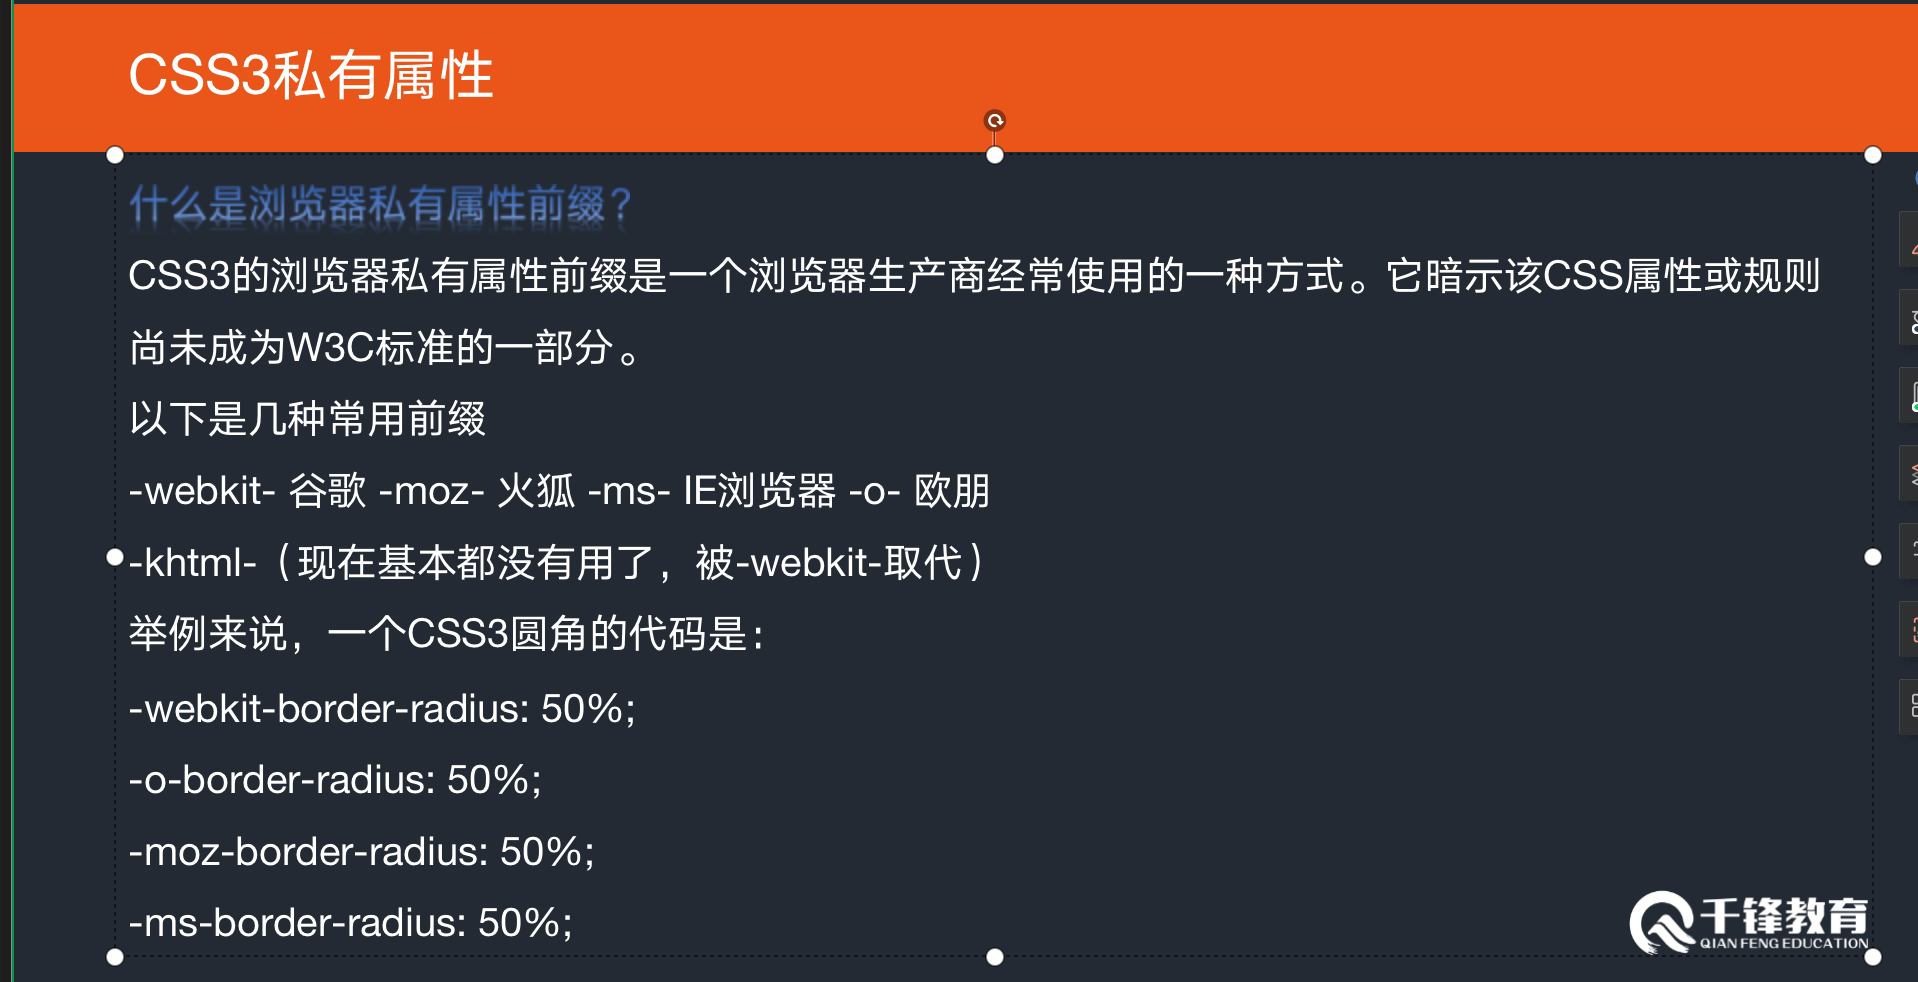 CSS3私有属性
什么是浏览器私有属性前缀？
CSS3的浏览器私有属性前缀是一个浏览器生产商经常使用的一种方式。它暗示该CSS属性或规则
尚未成为W3C标准的一部分。
以下是几种常用前缀
-webkit- 谷歌 -moz- 火狐 -ms- IE浏览器 -o- 欧朋
-khtml-（现在基本都没有用了，被-webkit-取代）
举例来说，一个CSS3圆角的代码是：
-webkit-border-radius: 50%;
-o-border-radius: 50%;
-moz-border-radius: 50%;
-ms-border-radius: 50%;
千锋教育
QIAN FENG EDUCATION